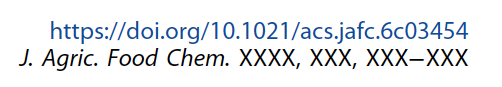 https://doi.org/10.1021/acs.jafc.6c03454
J. Agric. Food Chem. XXXX, XXX, XXX−XXX